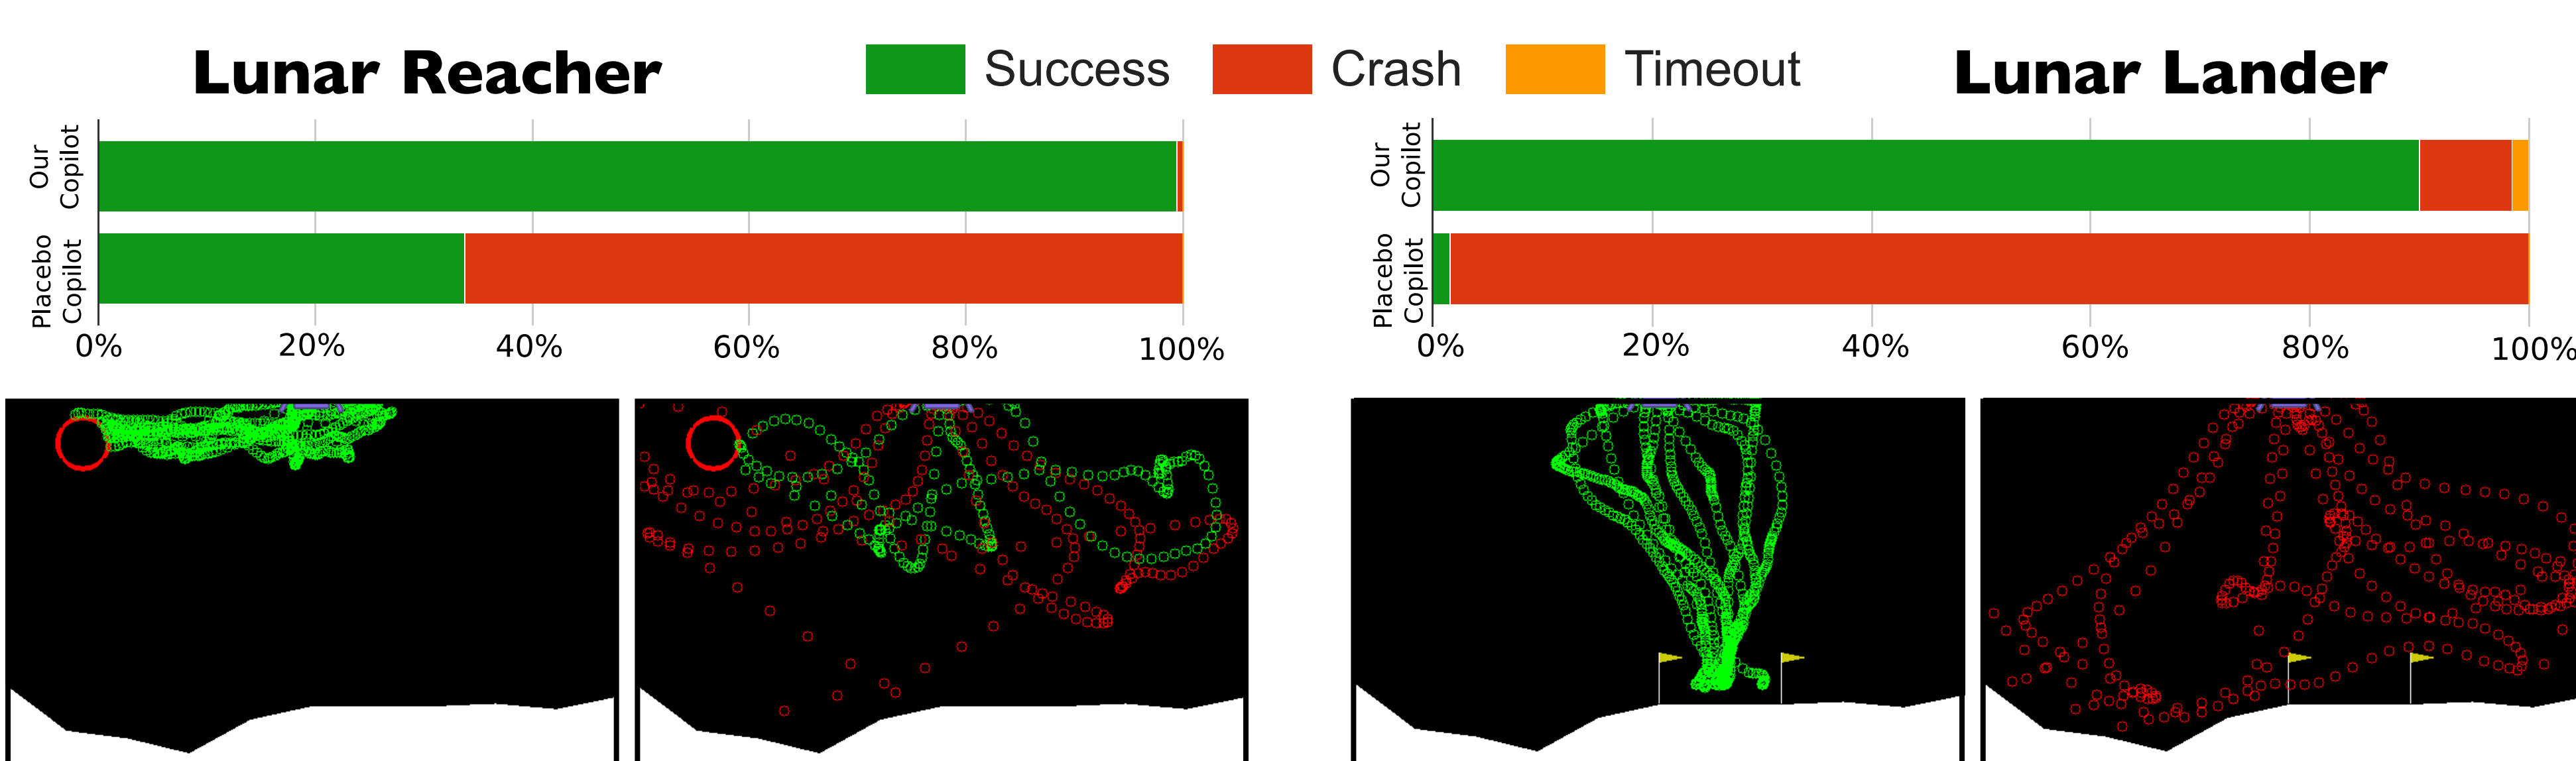 Lunar Reacher
Success
Crash
Timeout
Lunar Lander
Our
Copilot
Placebo
Copilot
0%
20%
40%
60%
80%
100%
Our
Copilot
Placebo
Copilot
0%
20%
40%
60%
80%
100%